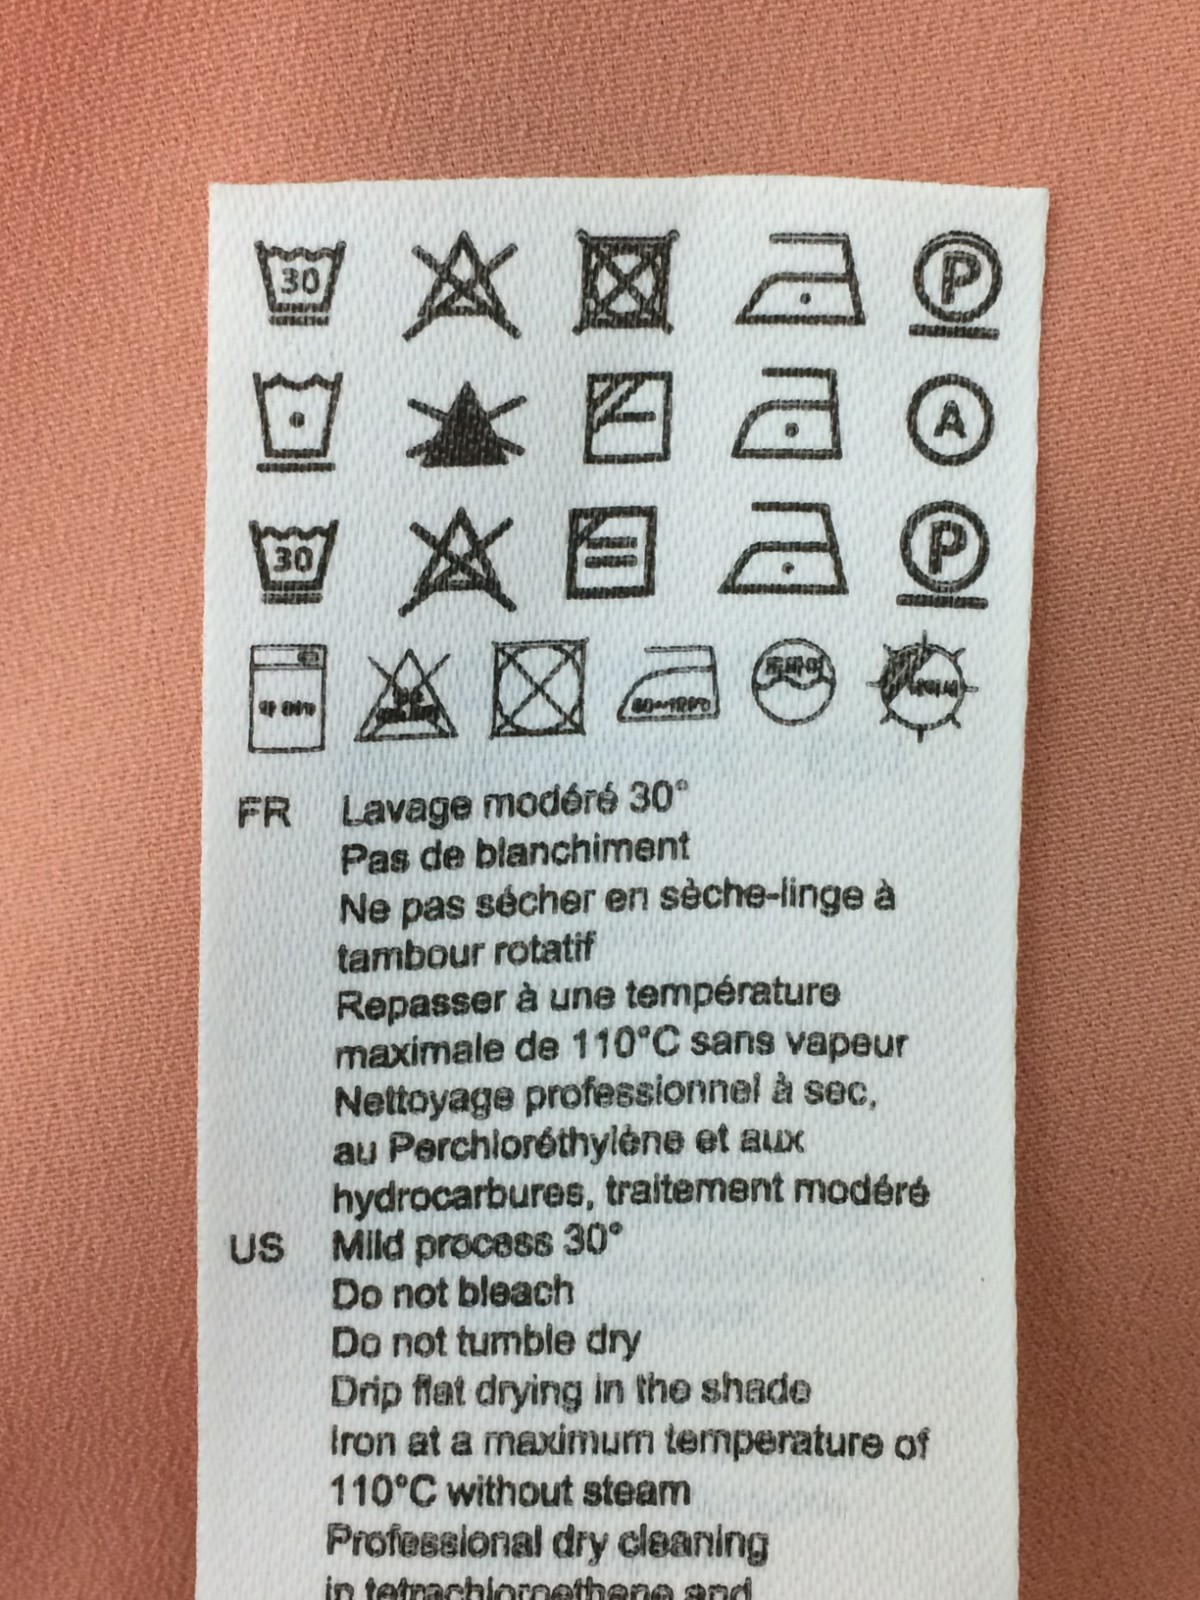 30 P
A
30 P
FR Lavage modéré 30°
Pas de blanchiment
Ne pas sécher en sèche-linge à
tambour rotatif
Repasser à une température
maximale de 110°C sans vapeur
Nettoyage professionnel à sec,
au Perchloréthylène et aux
hydrocarbures, traitement modéré
US Mild process 30°
Do not bleach
Do not tumble dry
Drip flat drying in the shade
Iron at a maximum temperature of
110°C without steam
Professional dry cleaning
in tetrachloroethene and